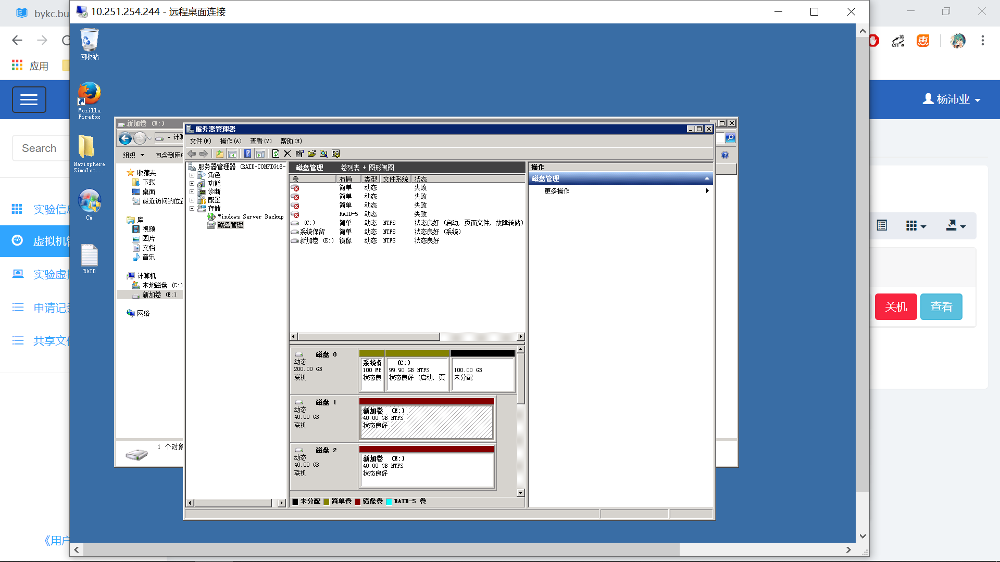 bykc.bu
10.251.254.244 - 远程桌面连接
应用
杨沛业
Search
实验信息
虚拟机管
实验虚拟
申请记录
共享文件
《用户
关机
查看
回收站
Mozilla
Firefox
Navisphere
Simulat...
CW
RAID
新加卷 (E:)
组织
包含到库中
收藏夹
下载
桌面
最近访问的位置
库
视频
图片
文档
音乐
计算机
本地磁盘 (C:)
新加卷 (E:)
网络
1 个对象
服务器管理器
文件(F) 操作(A) 查看(V) 帮助(H)
服务器管理器 (RAID-CONFIG16-
角色
功能
诊断
配置
存储
Windows Server Backup
磁盘管理
磁盘管理 卷列表 + 图形视图
卷 布局 类型 文件系统 状态
简单 动态 失败
简单 动态 失败
简单 动态 失败
RAID-5 动态 失败
(C:) 简单 动态 NTFS 状态良好 (启动, 页面文件, 故障转储)
系统保留 简单 动态 NTFS 状态良好 (系统)
新加卷 (E:) 镜像 动态 NTFS 状态良好
磁盘 0
动态
200.00 GB
联机
系统保
100 MB
状态良
(C:)
99.90 GB NTFS
状态良好 (启动, 页
100.00 GB
未分配
磁盘 1
动态
40.00 GB
联机
新加卷 (E:)
40.00 GB NTFS
状态良好
磁盘 2
动态
40.00 GB
联机
新加卷 (E:)
40.00 GB NTFS
状态良好
未分配 简单卷 镜像卷 RAID-5 卷
操作
磁盘管理
更多操作